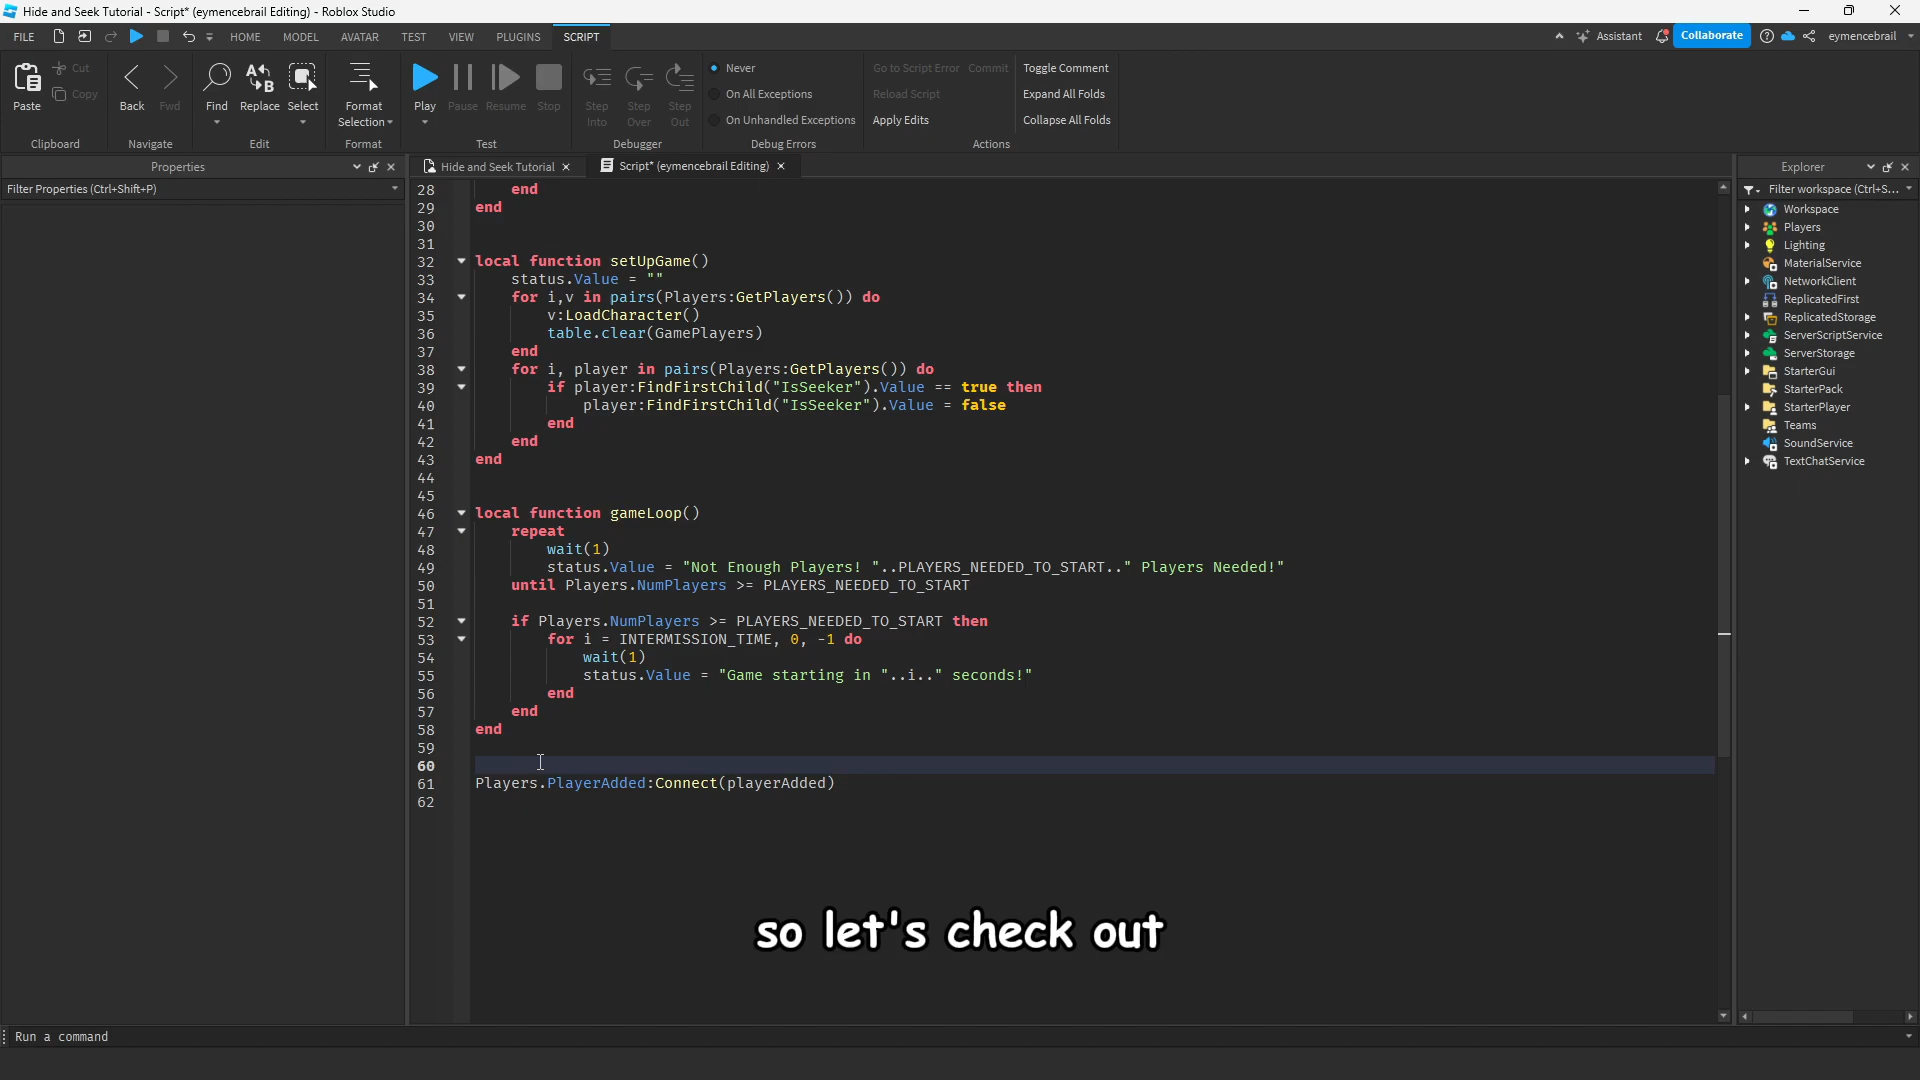 Hide and Seek Tutorial - Script* (eymencebrail Editing) - Roblox Studio
FILE HOME MODEL AVATAR TEST VIEW PLUGINS SCRIPT Assistant Collaborate eymencebrail
Paste Cut Copy Back Fwd Find Replace Select Format Selection Play Pause Resume Stop Step Into Step Over Step Out
Never
On All Exceptions
On Unhandled Exceptions
Go to Script Error Commit
Reload Script
Apply Edits
Toggle Comment
Expand All Folds
Collapse All Folds
Clipboard Navigate Edit Format Test Debugger Debug Errors Actions
Properties
Filter Properties (Ctrl+Shift+P)
Hide and Seek Tutorial
Script* (eymencebrail Editing)
28 end
29 end
30
31
32 local function setUpGame()
33 status.Value = ""
34 for i,v in pairs(Players:GetPlayers()) do
35 v:LoadCharacter()
36 table.clear(GamePlayers)
37 end
38 for i, player in pairs(Players:GetPlayers()) do
39 if player:FindFirstChild("IsSeeker").Value == true then
40 player:FindFirstChild("IsSeeker").Value = false
41 end
42 end
43 end
44
45
46 local function gameLoop()
47 repeat
48 wait(1)
49 status.Value = "Not Enough Players! "..PLAYERS_NEEDED_TO_START.." Players Needed!"
50 until Players.NumPlayers >= PLAYERS_NEEDED_TO_START
51
52 if Players.NumPlayers >= PLAYERS_NEEDED_TO_START then
53 for i = INTERMISSION_TIME, 0, -1 do
54 wait(1)
55 status.Value = "Game starting in "..i.." seconds!"
56 end
57 end
58 end
59
60
61 Players.PlayerAdded:Connect(playerAdded)
62
Explorer
Filter workspace (Ctrl+S...
Workspace
Players
Lighting
MaterialService
NetworkClient
ReplicatedFirst
ReplicatedStorage
ServerScriptService
ServerStorage
StarterGui
StarterPack
StarterPlayer
Teams
SoundService
TextChatService
so let's check out
Run a command